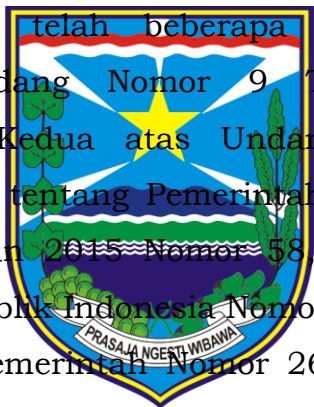 telah beberapa
dang Nomor 9 T
Kedua atas Undan
tentang Pemerintah
n 2015 Nomor 58,
blik Indonesia Nomo
PRASAJA NGESTI WIBAWA
emerintah Nomor 26